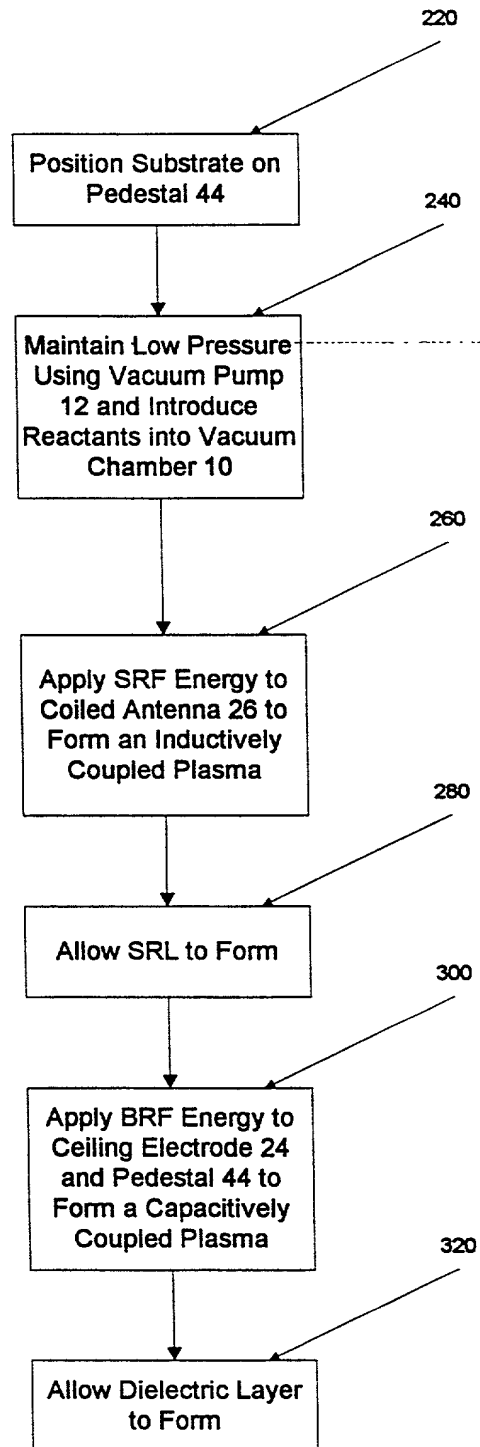 220
Position Substrate on
Pedestal 44
240
Maintain Low Pressure
Using Vacuum Pump
12 and Introduce
Reactants into Vacuum
Chamber 10
260
Apply SRF Energy to
Coiled Antenna 26 to
Form an Inductively
Coupled Plasma
280
Allow SRL to Form
300
Apply BRF Energy to
Ceiling Electrode 24
and Pedestal 44 to
Form a Capacitively
Coupled Plasma
320
Allow Dielectric Layer
to Form